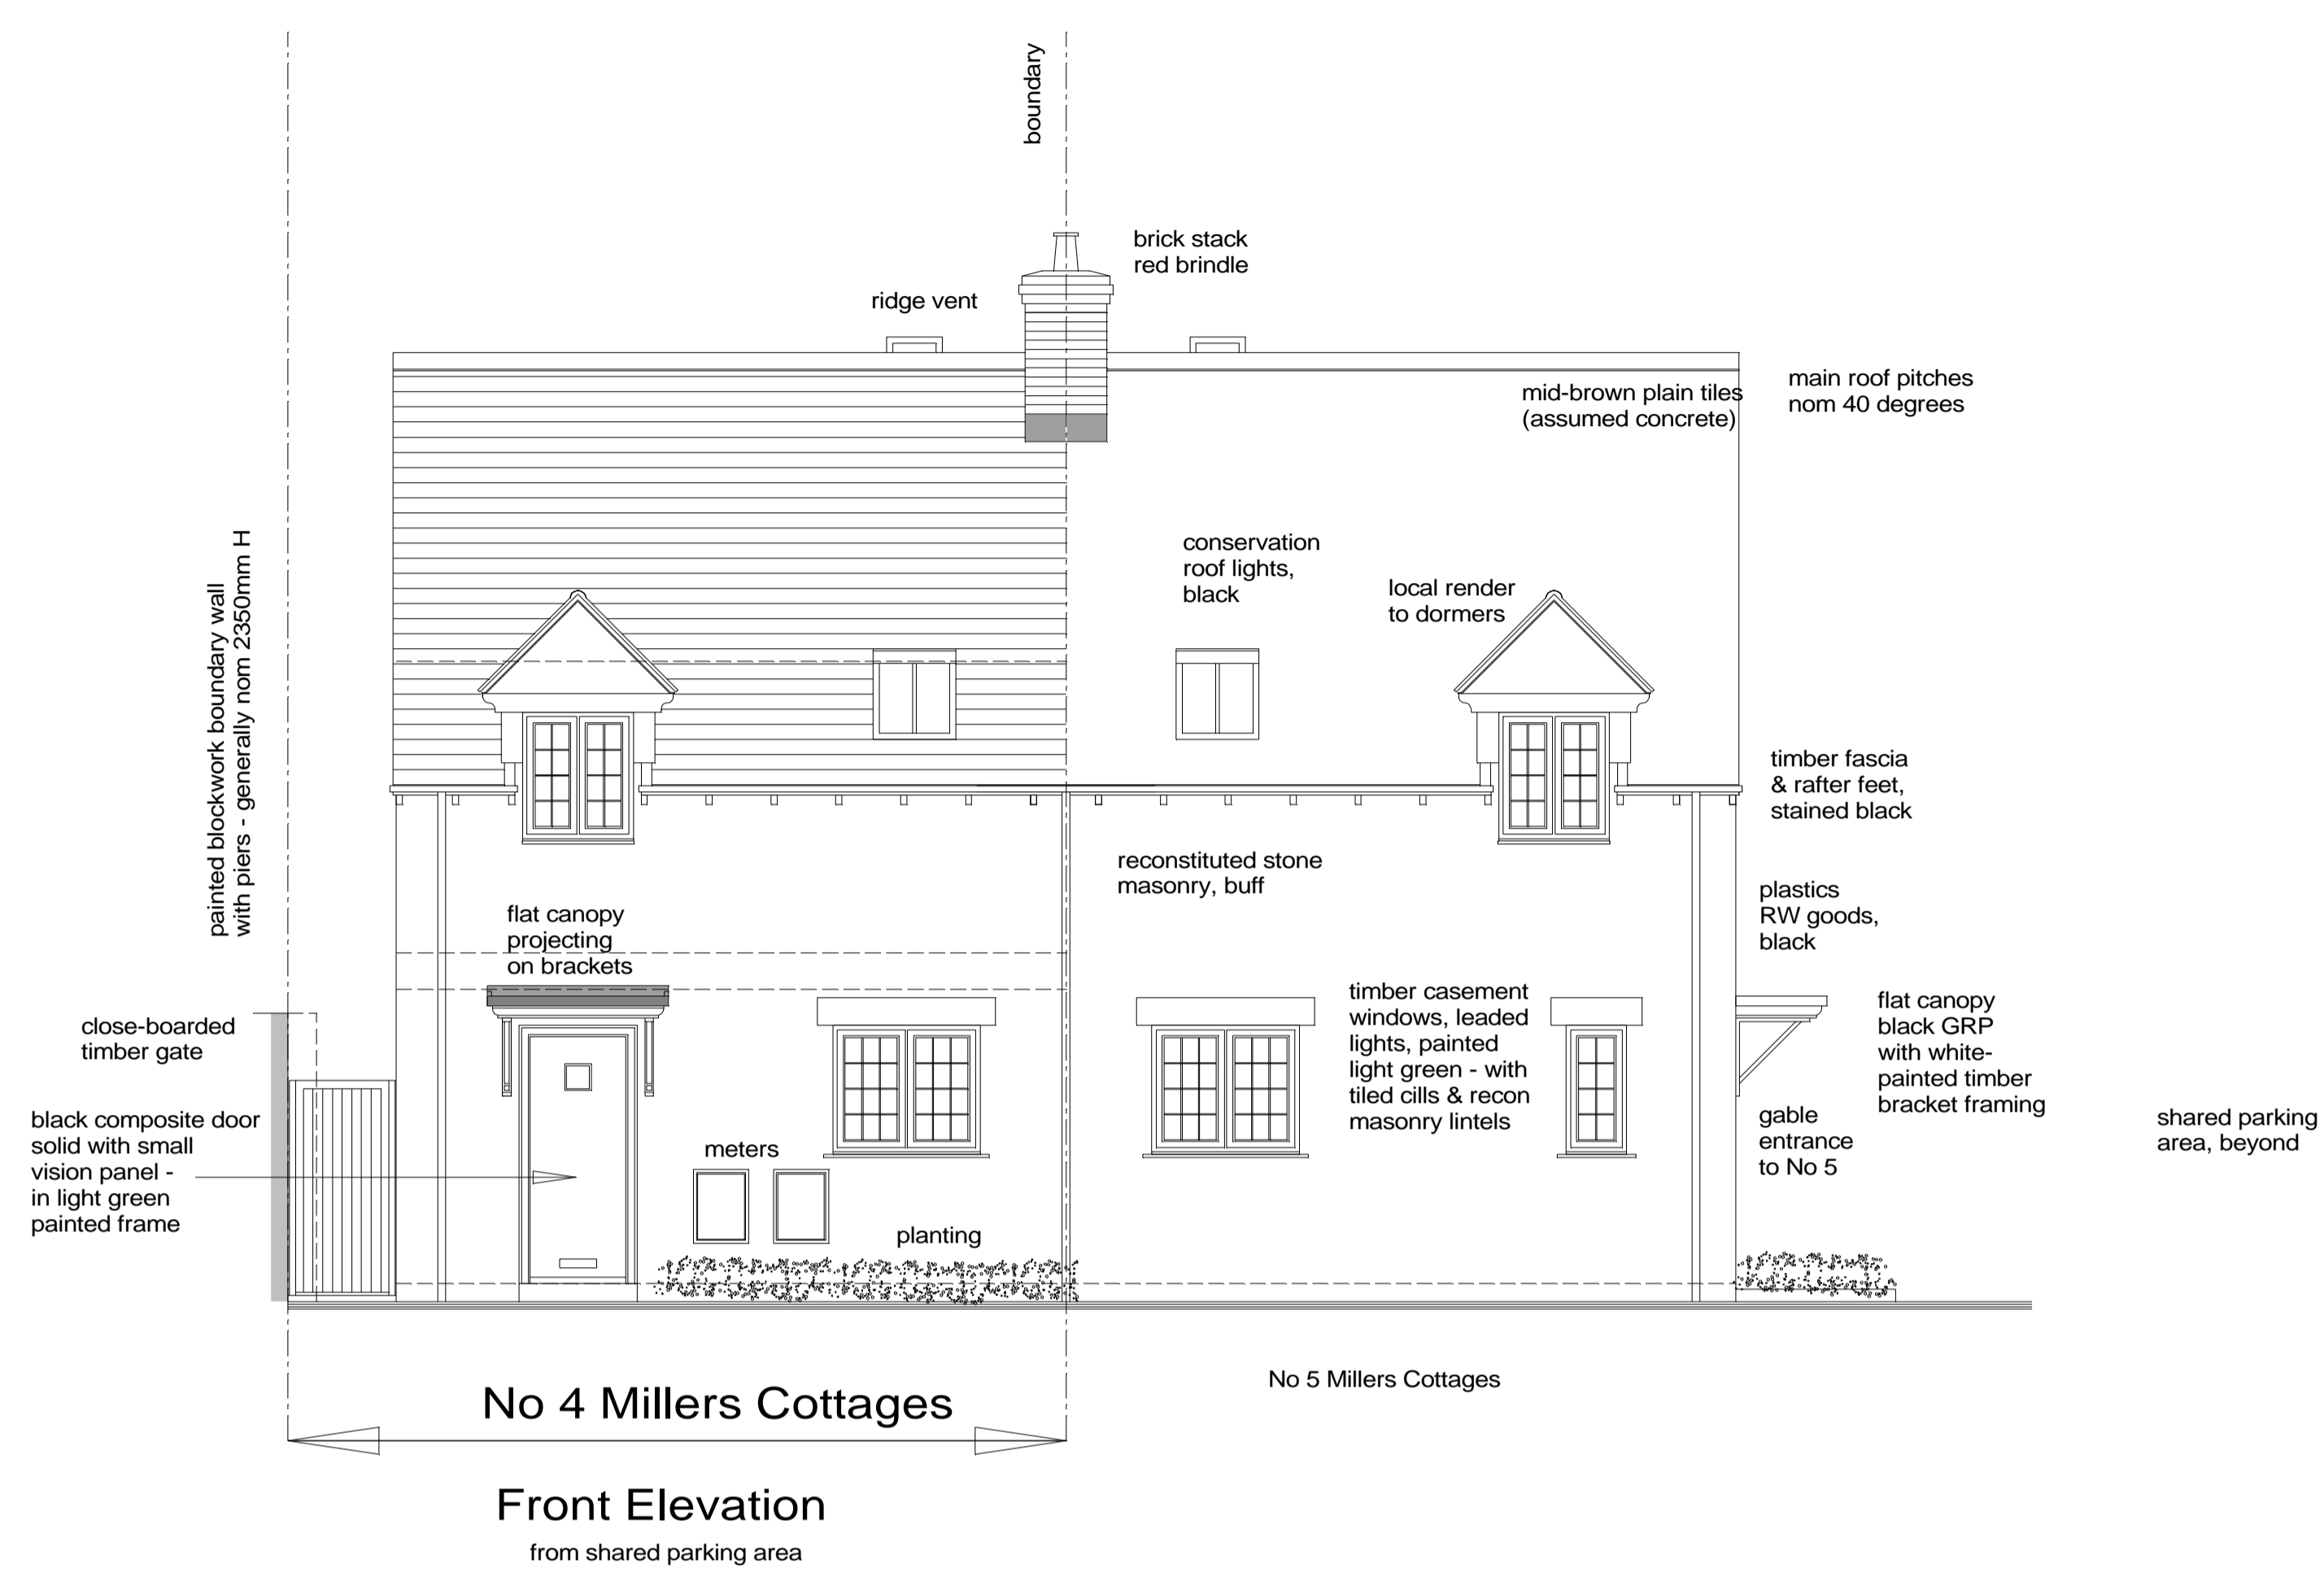 boundary
brick stack
red brindle
ridge vent
main roof pitches
nom 40 degrees
mid-brown plain tiles
(assumed concrete)
painted blockwork boundary wall
with piers - generally nom 2350mm H
conservation
roof lights,
black
local render
to dormers
timber fascia
& rafter feet,
stained black
reconstituted stone
masonry, buff
plastics
RW goods,
black
flat canopy
projecting
on brackets
timber casement
windows, leaded
lights, painted
light green - with
tiled cills & recon
masonry lintels
flat canopy
black GRP
with white-
painted timber
bracket framing
close-boarded
timber gate
black composite door
solid with small
vision panel -
in light green
painted frame
gable
entrance
to No 5
shared parking
area, beyond
meters
planting
No 4 Millers Cottages
No 5 Millers Cottages
Front Elevation
from shared parking area